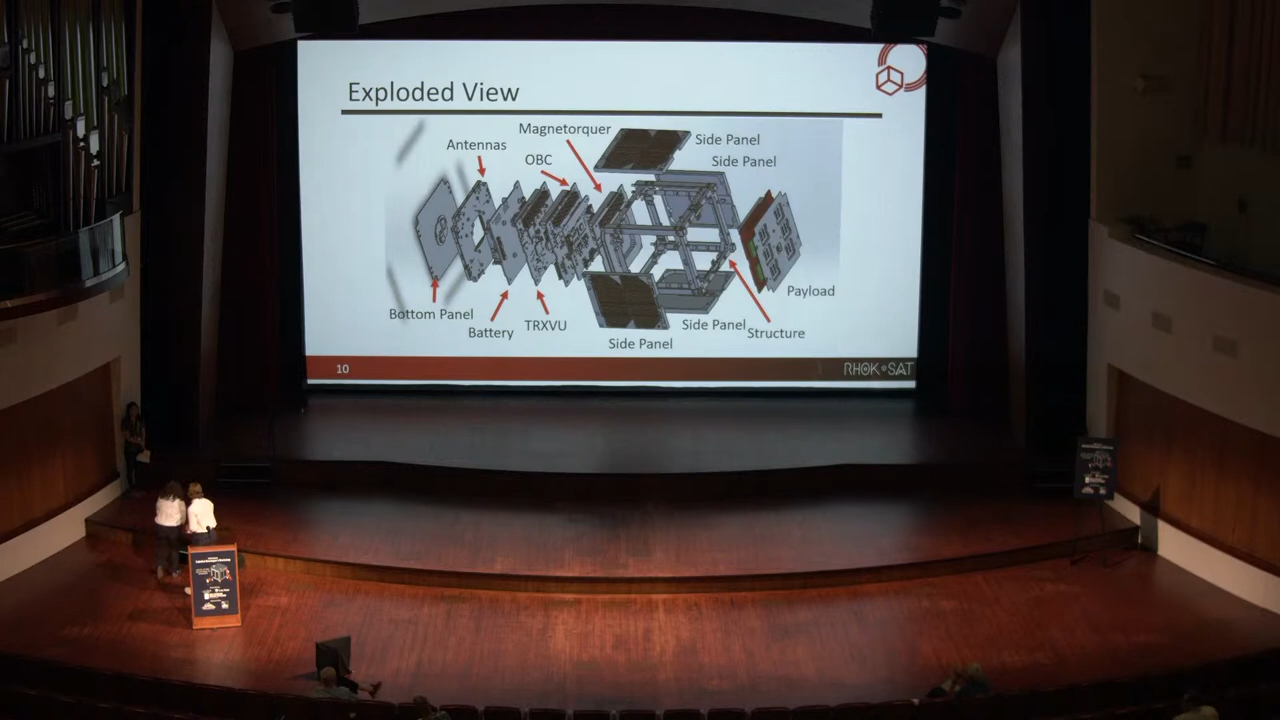 Exploded View
Magnetorquer
Side Panel
Antennas
OBC
Side Panel
Payload
Bottom Panel
Battery
TRXVU
Side Panel
Structure
Side Panel
10
RHOK SAT